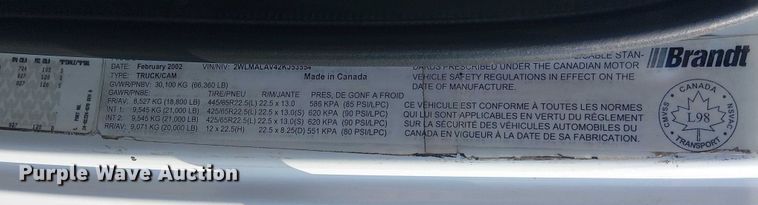 DATE: February 2002 VIN/NIV: 2WLMALAV42KJ53554
TYPE: TRUCK/CAM Made in Canada
GVWR/PNBV: 30,100 KG (66,360 LB)
GAWR/PNBE: TIRE/PNEU RIM/JANTE PRES, DE GONF A FROID
FR/AV: 8,527 KG (18,800 LB) 445/65R22.5(L) 22.5 x 13.0 586 KPA (85 PSI/LPC)
INT 1: 9,545 KG (21,000 LB) 425/65R22.5(L) 22.5 x 13.0(S) 620 KPA (90 PSI/LPC)
INT 2: 9,545 KG (21,000 LB) 425/65R22.5(L) 22.5 x 13.0(S) 620 KPA (90 PSI/LPC)
RR/AV: 9,071 KG (20,000 LB) 12 x 22.5(H) 22.5 x 8.25(D) 551 KPA (80 PSI/LPC)
CABLE STAN-
DARDS PRESCRIBED UNDER THE CANADIAN MOTOR
VEHICLE SAFETY REGULATIONS IN EFFECT ON THE
DATE OF MANUFACTURE.
CE VÉHICULE EST CONFORME À TOUTES LES NORMES
QUI LUI SONT APPLICABLES EN VERTU DU RÉGLEMENT
SUR LA SÉCURITÉ DES VÉHICULES AUTOMOBILES DU
CANADA EN VIGUEUR À LA DATE DE SA FABRICATION.
Brandt
CANADA
CMVSS
L98
NSVAC
TRANSPORT
Purple Wave Auction